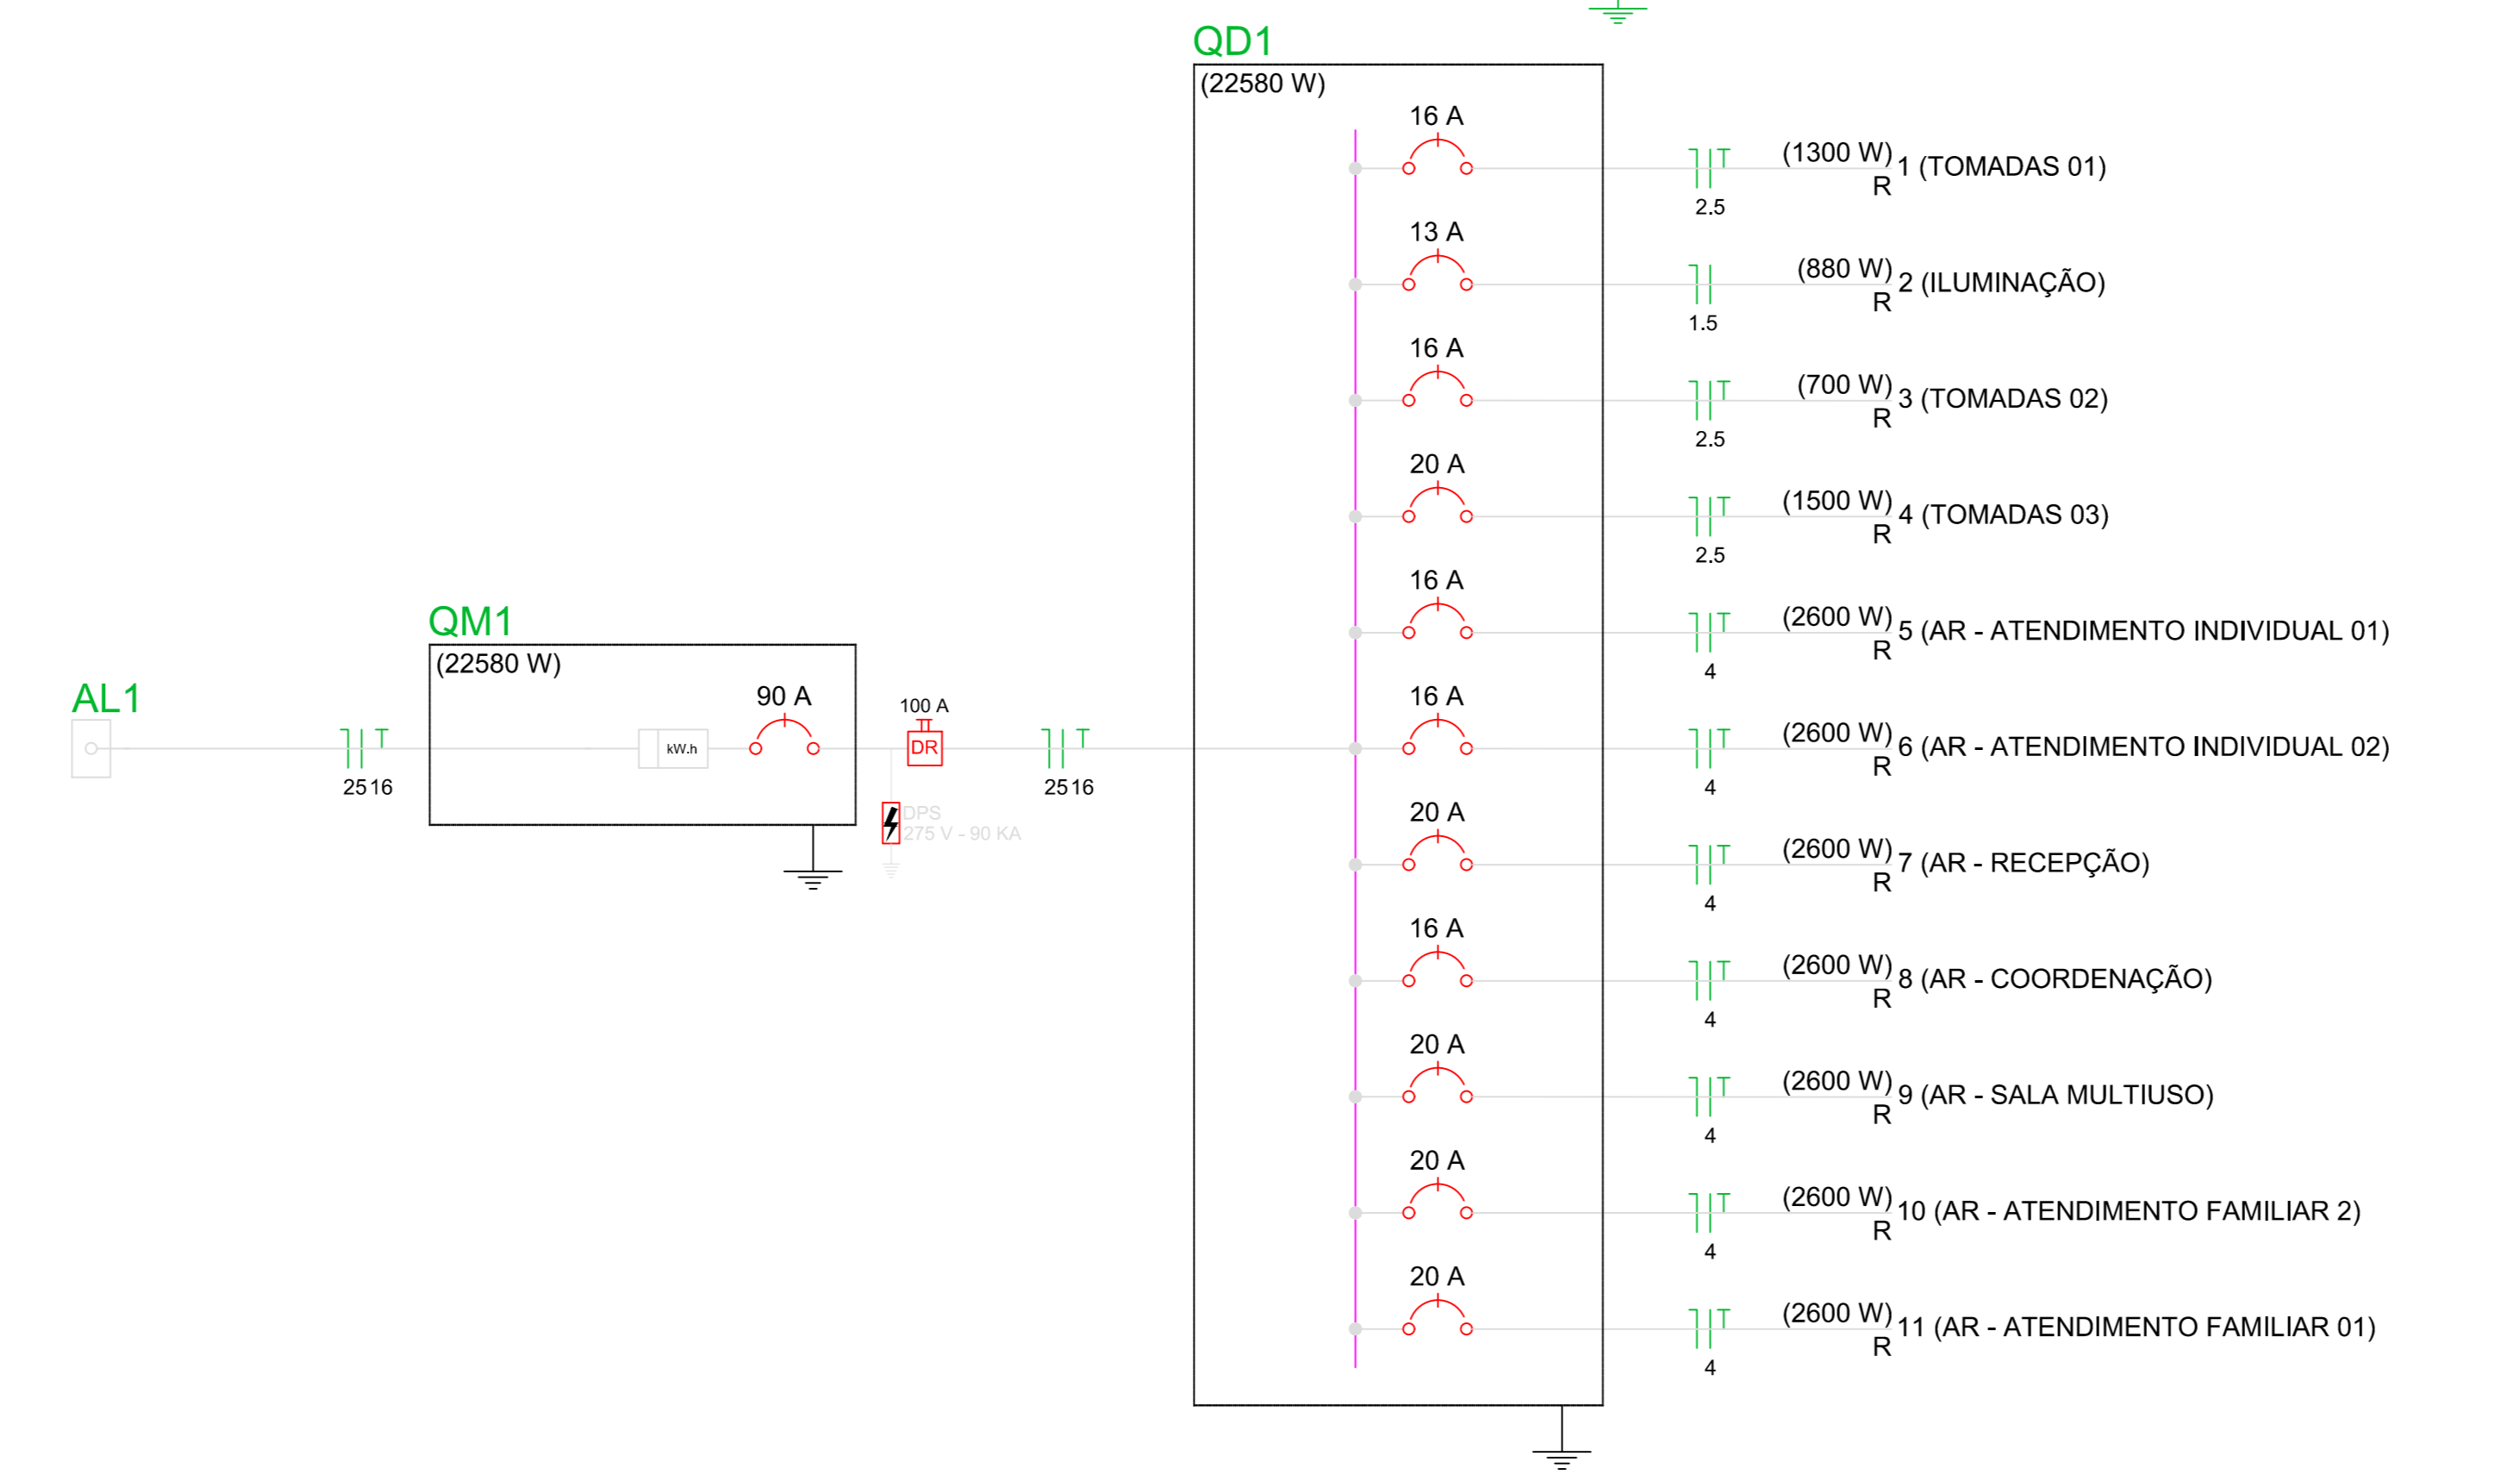 QD1
(22580 W)
16 A
(1300 W)
1 (TOMADAS 01)
R
2.5
13 A
(880 W)
2 (ILUMINAÇÃO)
R
1.5
16 A
(700 W)
3 (TOMADAS 02)
R
2.5
20 A
(1500 W)
4 (TOMADAS 03)
R
2.5
16 A
(2600 W)
5 (AR - ATENDIMENTO INDIVIDUAL 01)
R
4
QM1
(22580 W)
AL1
90 A
100 A
kW.h
DR
T
25 16
T
25 16
DPS
275 V - 90 KA
16 A
(2600 W)
6 (AR - ATENDIMENTO INDIVIDUAL 02)
R
4
20 A
(2600 W)
7 (AR - RECEPÇÃO)
R
4
16 A
(2600 W)
8 (AR - COORDENAÇÃO)
R
4
20 A
(2600 W)
9 (AR - SALA MULTIUSO)
R
4
20 A
(2600 W)
10 (AR - ATENDIMENTO FAMILIAR 2)
R
4
20 A
(2600 W)
11 (AR - ATENDIMENTO FAMILIAR 01)
R
4